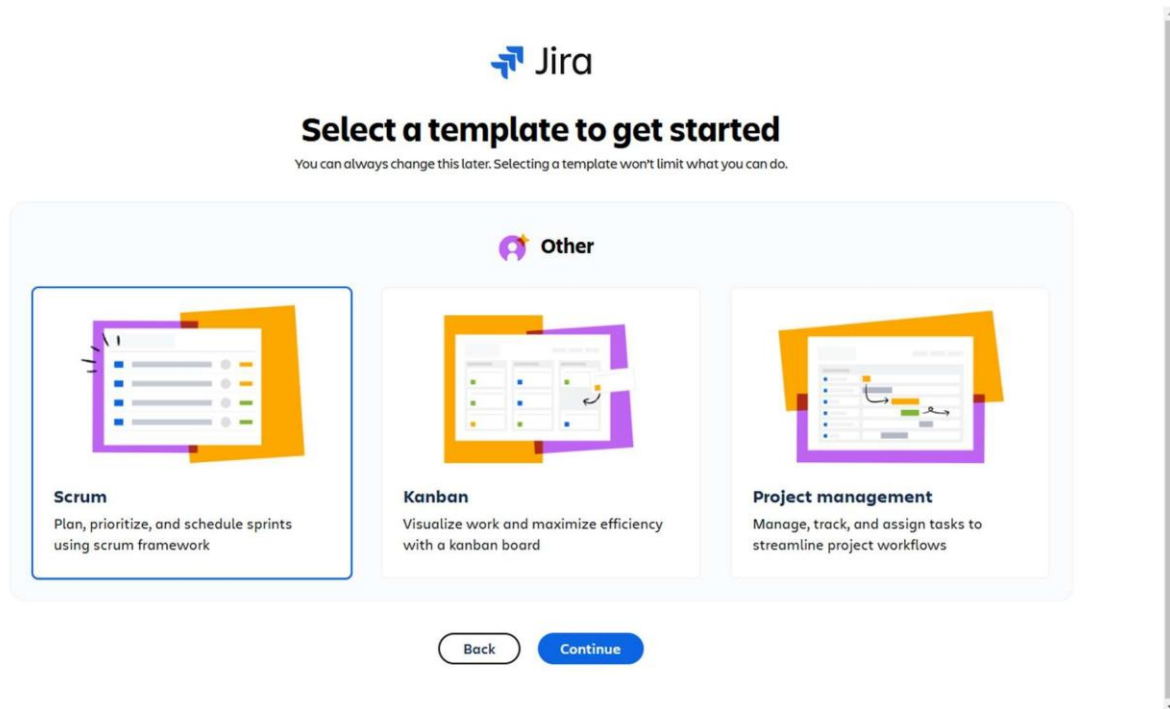 Jira
Select a template to get started
You can always change this later. Selecting a template won't limit what you can do.
Other
Scrum
Plan, prioritize, and schedule sprints
using scrum framework
Kanban
Visualize work and maximize efficiency
with a kanban board
Project management
Manage, track, and assign tasks to
streamline project workflows
Back
Continue